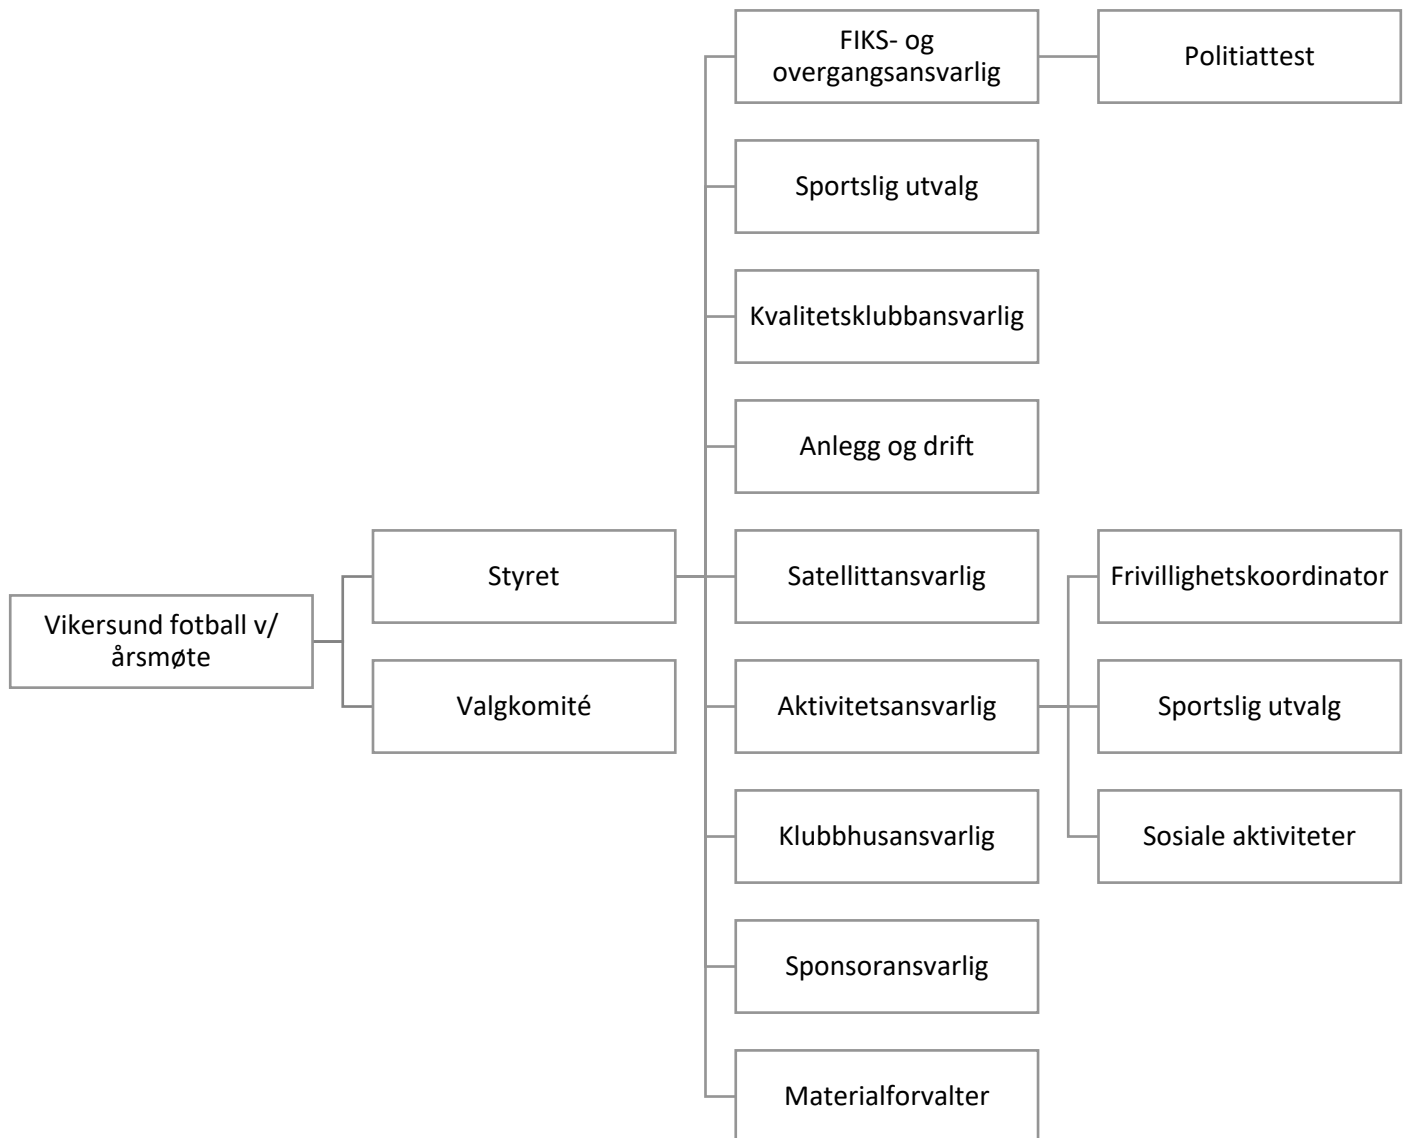 FIKS- og
overgangsansvarlig
Politiattest
Sportslig utvalg
Kvalitetsklubbansvarlig
Anlegg og drift
Styret
Satellittansvarlig
Frivillighetskoordinator
Vikersund fotball v/
årsmøte
Valgkomité
Aktivitetsansvarlig
Sportslig utvalg
Klubbhusansvarlig
Sosiale aktiviteter
Sponsoransvarlig
Materialforvalter